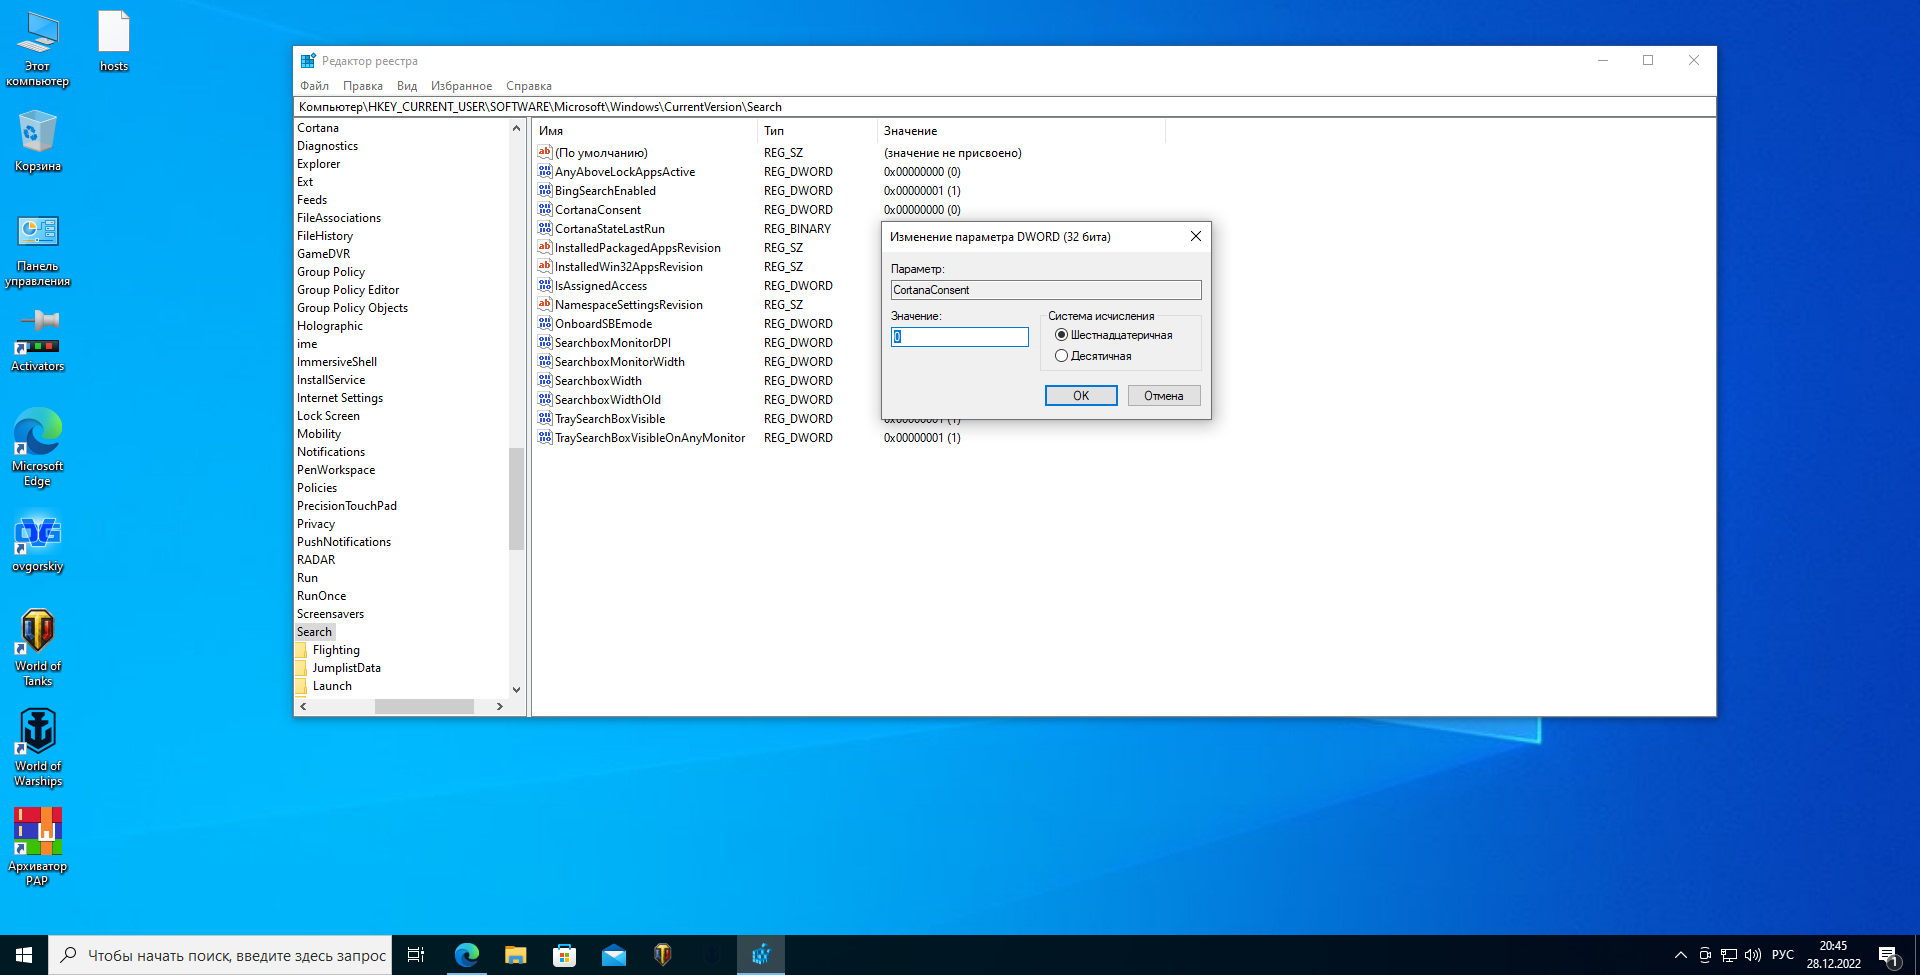 Этот
компьютер
hosts
Корзина
Панель
управления
Activators
Microsoft
Edge
ovgorskiy
World of
Tanks
World of
Warships
Архиватор
РАР
Редактор реестра
Файл Правка Вид Избранное Справка
Компьютер\HKEY_CURRENT_USER\SOFTWARE\Microsoft\Windows\CurrentVersion\Search
Cortana
Diagnostics
Explorer
Ext
Feeds
FileAssociations
FileHistory
GameDVR
Group Policy
Group Policy Editor
Group Policy Objects
Holographic
ime
ImmersiveShell
InstallService
Internet Settings
Lock Screen
Mobility
Notifications
PenWorkspace
Policies
PrecisionTouchPad
Privacy
PushNotifications
RADAR
Run
RunOnce
Screensavers
Search
Flighting
JumplistData
Launch
Имя Тип Значение
(По умолчанию) REG_SZ (значение не присвоено)
AnyAboveLockAppsActive REG_DWORD 0x00000000 (0)
BingSearchEnabled REG_DWORD 0x00000001 (1)
CortanaConsent REG_DWORD 0x00000000 (0)
CortanaStateLastRun REG_BINARY
InstalledPackagedAppsRevision REG_SZ
InstalledWin32AppsRevision REG_SZ
IsAssignedAccess REG_DWORD
NamespaceSettingsRevision REG_SZ
OnboardSBEmode REG_DWORD
SearchboxMonitorDPI REG_DWORD
SearchboxMonitorWidth REG_DWORD
SearchboxWidth REG_DWORD
SearchboxWidthOld REG_DWORD
TraySearchBoxVisible REG_DWORD 0x00000001 (1)
TraySearchBoxVisibleOnAnyMonitor REG_DWORD 0x00000001 (1)
Изменение параметра DWORD (32 бита)
Параметр:
CortanaConsent
Значение:
0
Система исчисления
Шестнадцатеричная
Десятичная
OK Отмена
Чтобы начать поиск, введите здесь запрос
РУС
20:45
28.12.2022
1